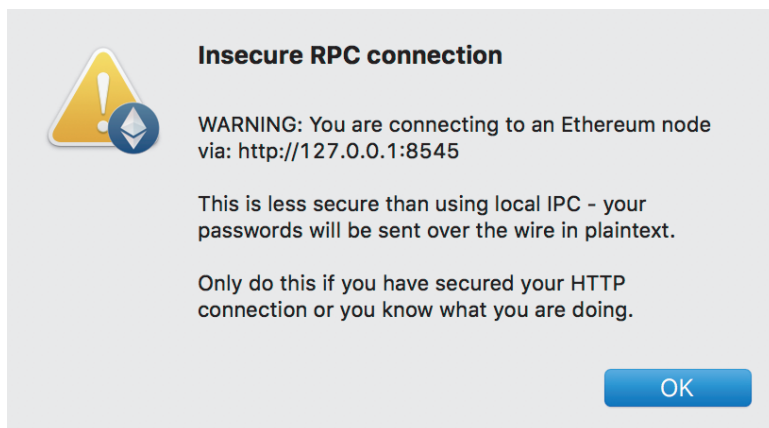 Insecure RPC connection
WARNING: You are connecting to an Ethereum node
via: http://127.0.0.1:8545
This is less secure than using local IPC - your
passwords will be sent over the wire in plaintext.
Only do this if you have secured your HTTP
connection or you know what you are doing.
OK